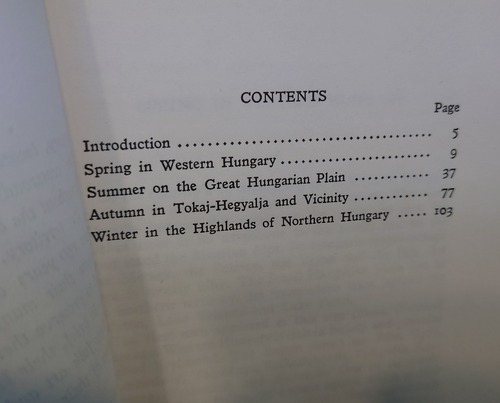 CONTENTS
Page
Introduction .................................... 5
Spring in Western Hungary ..................... 9
Summer on the Great Hungarian Plain ............ 37
Autumn in Tokaj-Hegyalja and Vicinity ............ 77
Winter in the Highlands of Northern Hungary ..... 103